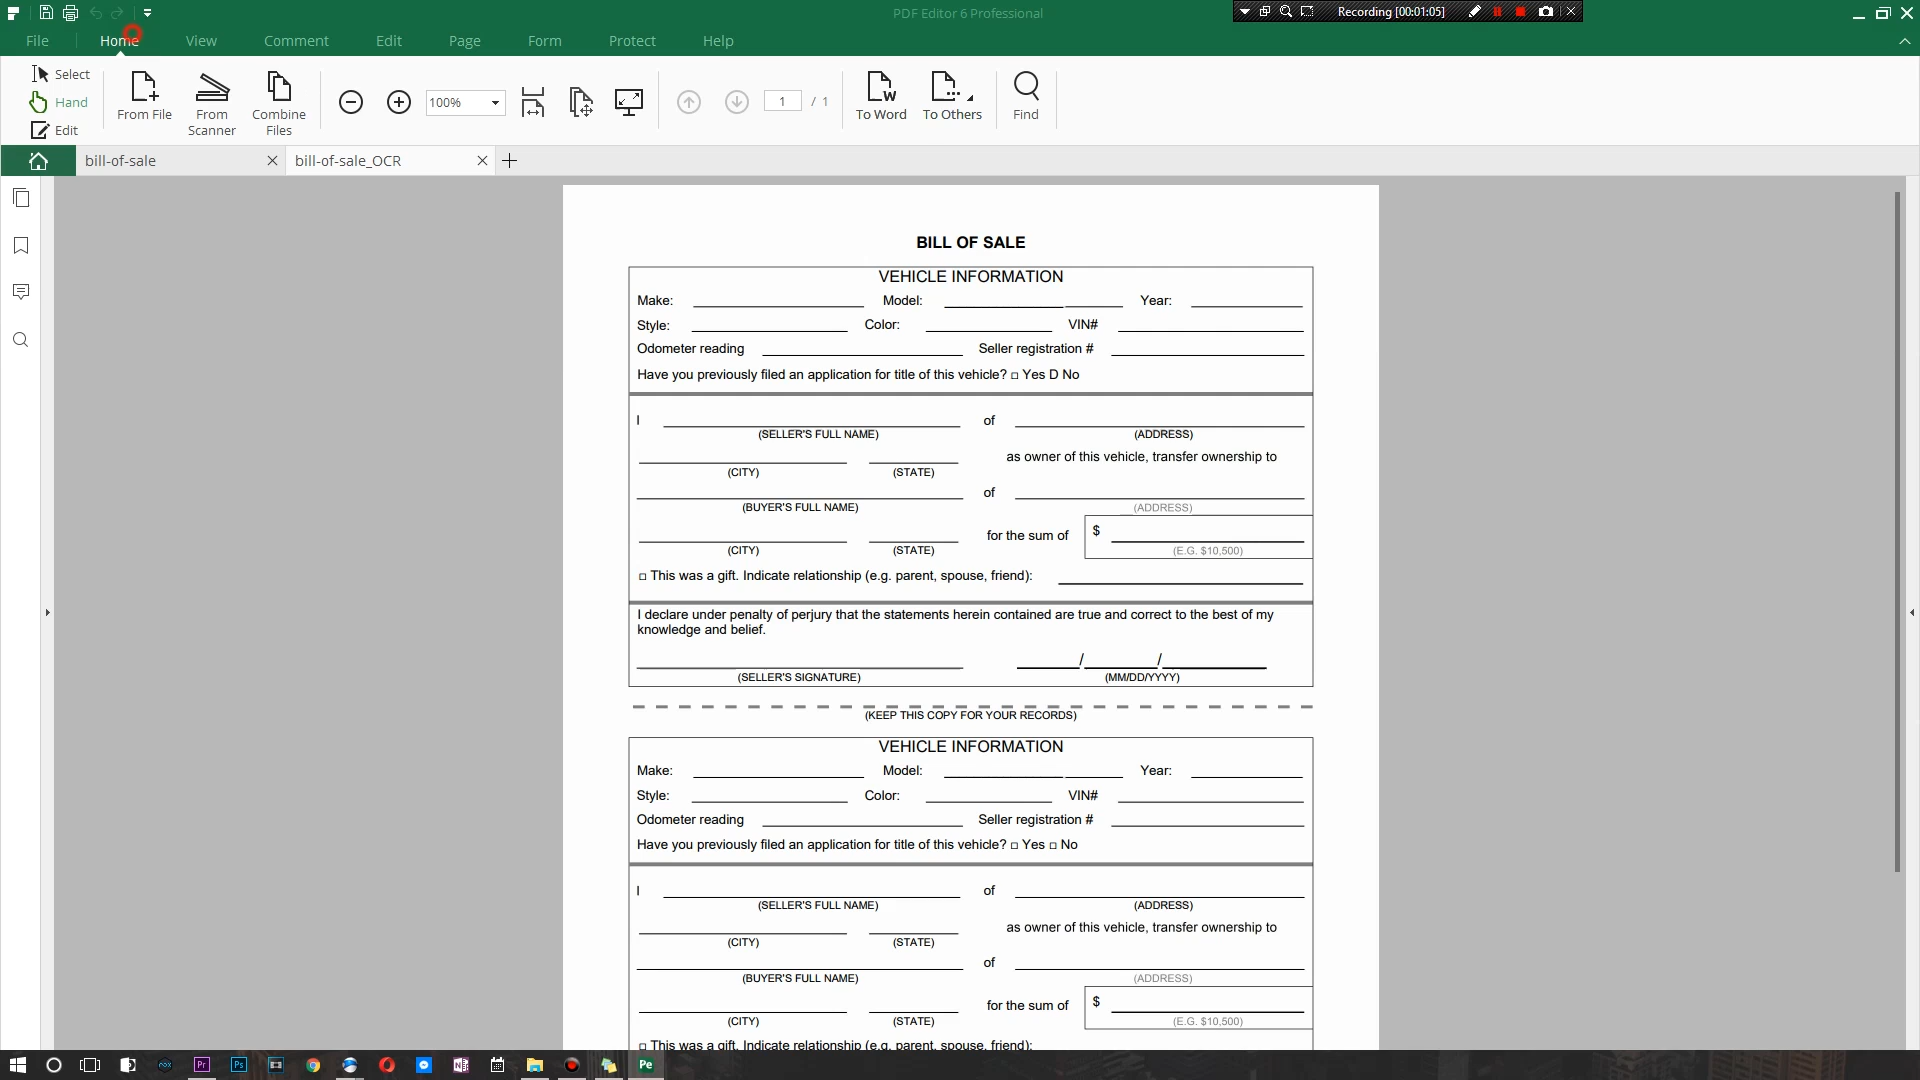 PDF Editor 6 Professional
Recording [00:01:05]
File Home View Comment Edit Page Form Protect Help
Select
Hand
Edit
From File
From Scanner
Combine Files
100%
1 / 1
To Word
To Others
Find
bill-of-sale
bill-of-sale_OCR
BILL OF SALE
VEHICLE INFORMATION
Make: Model: Year:
Style: Color: VIN#
Odometer reading Seller registration #
Have you previously filed an application for title of this vehicle? □ Yes D No
I of
(SELLER'S FULL NAME) (ADDRESS)
as owner of this vehicle, transfer ownership to
(CITY) (STATE)
of
(BUYER'S FULL NAME) (ADDRESS)
for the sum of $
(CITY) (STATE) (E.G. $10,500)
□ This was a gift. Indicate relationship (e.g. parent, spouse, friend):
I declare under penalty of perjury that the statements herein contained are true and correct to the best of my
knowledge and belief.
/ /
(SELLER'S SIGNATURE) (MM/DD/YYYY)
(KEEP THIS COPY FOR YOUR RECORDS)
VEHICLE INFORMATION
Make: Model: Year:
Style: Color: VIN#
Odometer reading Seller registration #
Have you previously filed an application for title of this vehicle? □ Yes □ No
I of
(SELLER'S FULL NAME) (ADDRESS)
as owner of this vehicle, transfer ownership to
(CITY) (STATE)
of
(BUYER'S FULL NAME) (ADDRESS)
for the sum of $
(CITY) (STATE) (E.G. $10,500)
□ This was a gift. Indicate relationship (e.g. parent, spouse, friend):
Pr Ps Pe